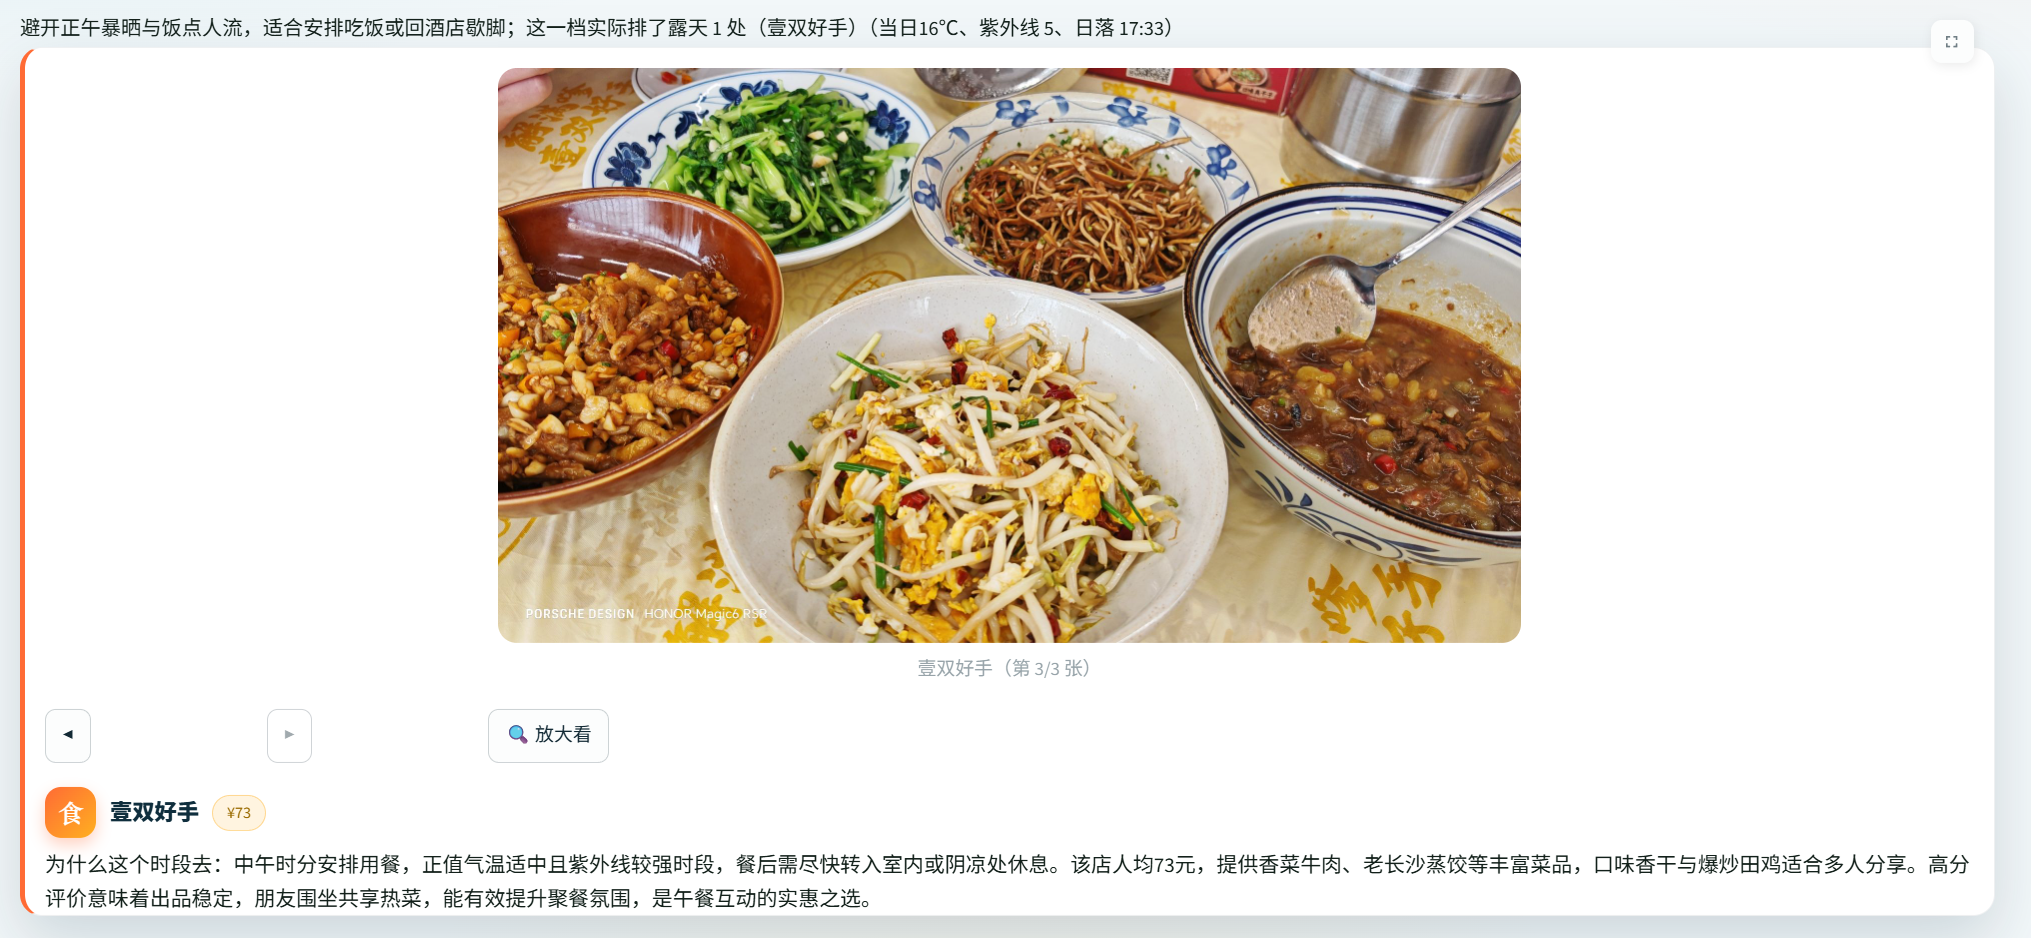 避开正午暴晒与饭点人流，适合安排吃饭或回酒店歇脚；这一档实际排了露天 1 处（壹双好手）（当日16℃、紫外线 5、日落 17:33）
PORSCHE DESIGN HONOR Magic6 RSR
壹双好手（第 3/3 张）
◄
►
放大看
食 壹双好手 ¥73
为什么这个时段去：中午时分安排用餐，正值气温适中且紫外线较强时段，餐后需尽快转入室内或阴凉处休息。该店人均73元，提供香菜牛肉、老长沙蒸饺等丰富菜品，口味香干与爆炒田鸡适合多人分享。高分
评价意味着出品稳定，朋友围坐共享热菜，能有效提升聚餐氛围，是午餐互动的实惠之选。